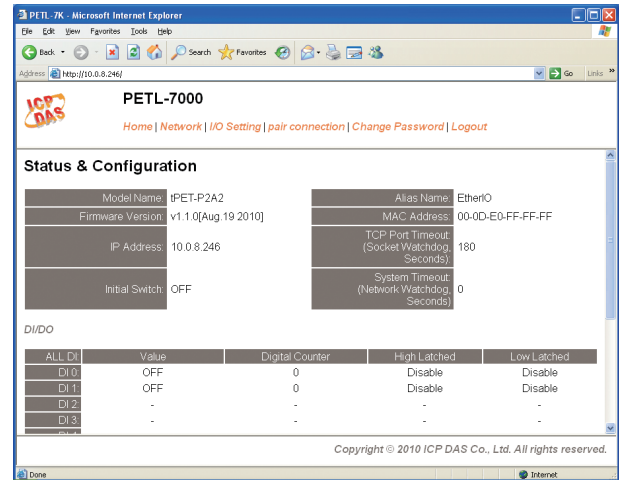 PETL-7K - Microsoft Internet Explorer
File Edit View Favorites Tools Help
Back Search Favorites
Address http://10.0.8.246/ Go Links »
ICP DAS
PETL-7000
Home | Network | I/O Setting | pair connection | Change Password | Logout
Status & Configuration
Model Name: tPET-P2A2 Alias Name: EtherIO
Firmware Version: v1.1.0[Aug.19 2010] MAC Address: 00-0D-E0-FF-FF-FF
IP Address: 10.0.8.246 TCP Port Timeout: (Socket Watchdog, Seconds): 180
Initial Switch: OFF System Timeout: (Network Watchdog, Seconds) 0
DI/DO
ALL DI: Value Digital Counter High Latched Low Latched
DI 0: OFF 0 Disable Disable
DI 1: OFF 0 Disable Disable
DI 2: - - - -
DI 3: - - - -
Copyright © 2010 ICP DAS Co., Ltd. All rights reserved.
Done Internet